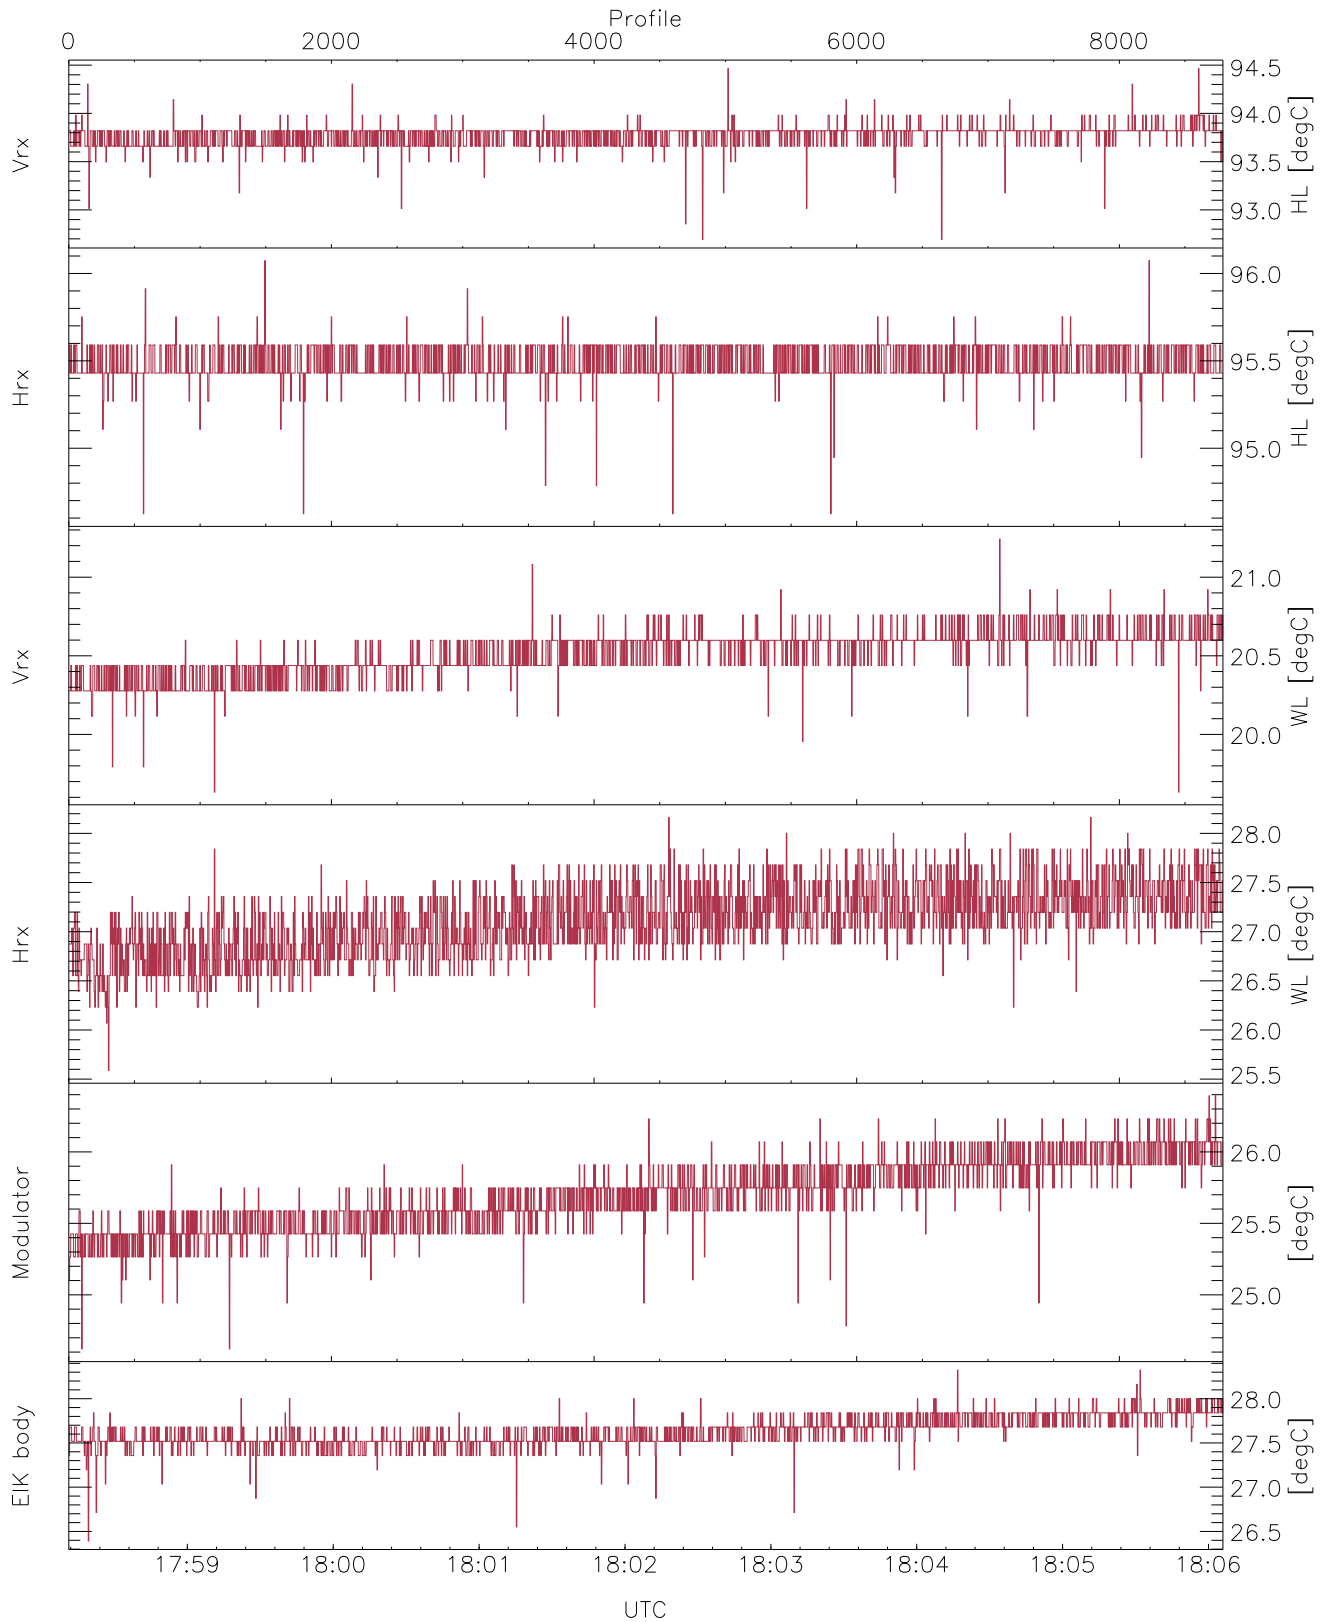 Profile
0 2000 4000 6000 8000
Vrx
94.5
94.0
93.5
93.0
HL [degC]
Hrx
96.0
95.5
95.0
HL [degC]
Vrx
21.0
20.5
20.0
WL [degC]
Hrx
28.0
27.5
27.0
26.5
26.0
25.5
WL [degC]
Modulator
26.0
25.5
25.0
[degC]
EIK body
28.0
27.5
27.0
26.5
[degC]
17:59 18:00 18:01 18:02 18:03 18:04 18:05 18:06
UTC